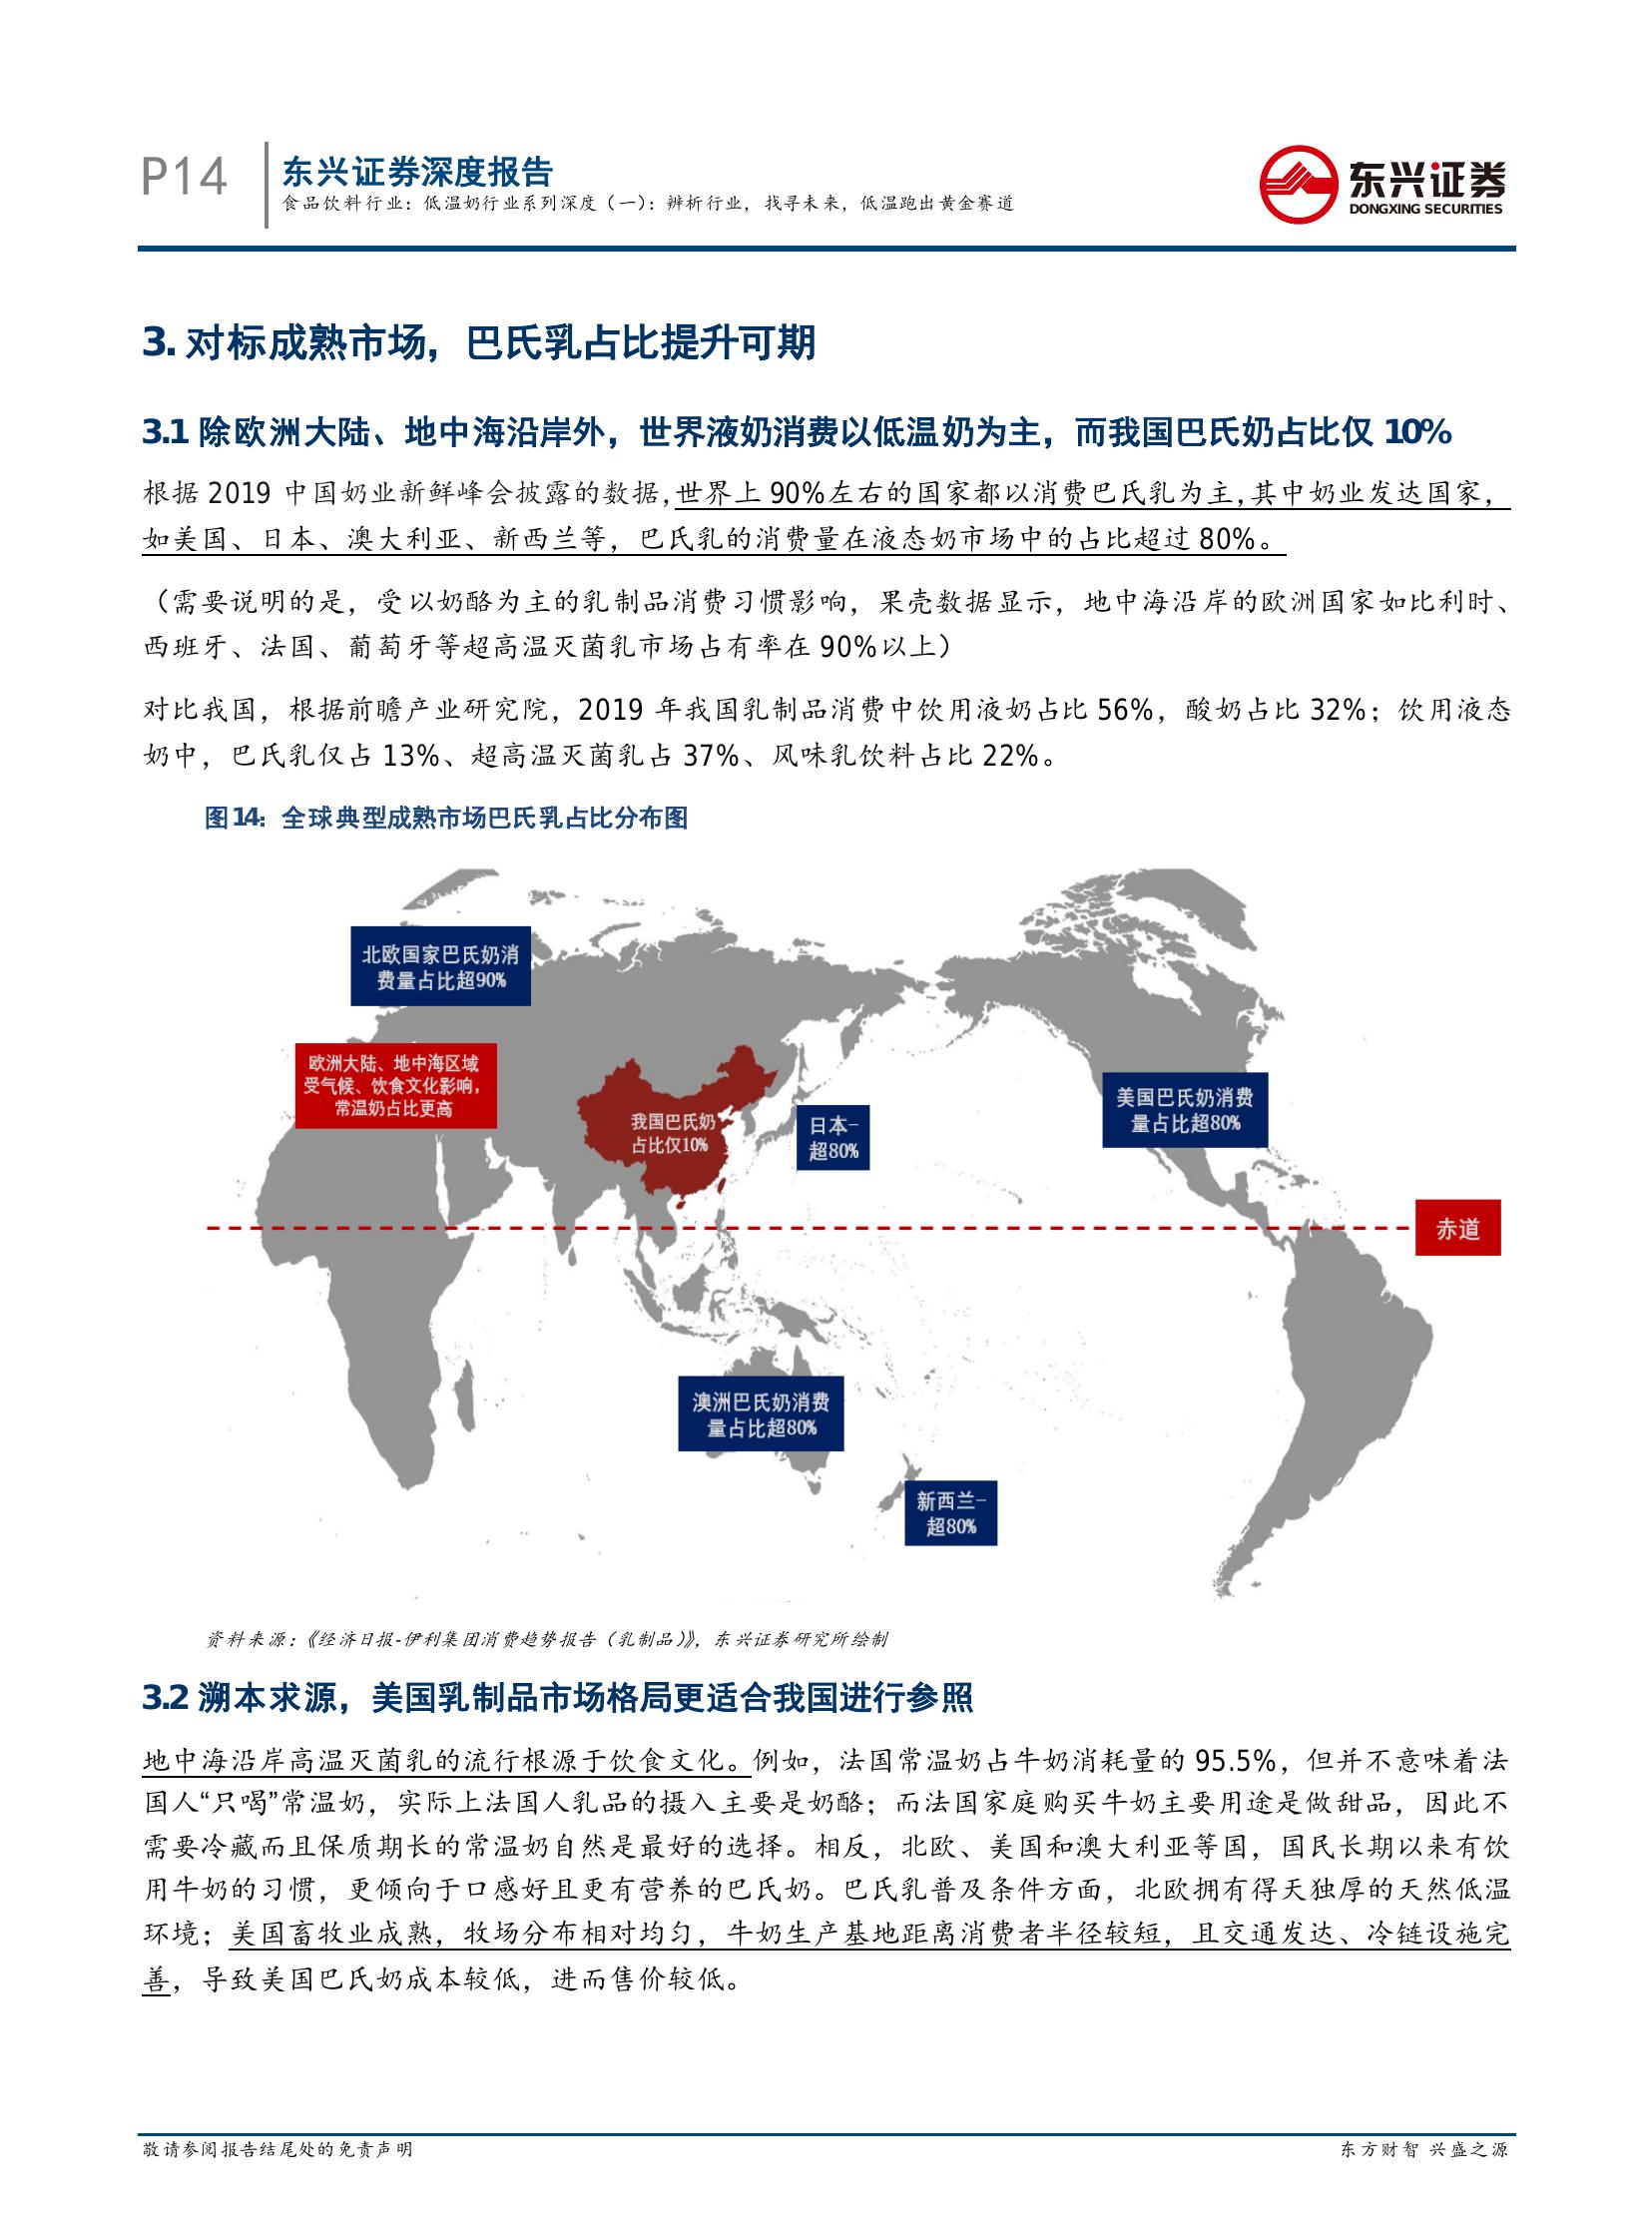 P14
东兴证券深度报告
食品饮料行业：低温奶行业系列深度（一）：辨析行业，找寻未来，低温跑出黄金赛道
东兴证券
DONGXING SECURITIES
3. 对标成熟市场，巴氏乳占比提升可期
3.1 除欧洲大陆、地中海沿岸外，世界液奶消费以低温奶为主，而我国巴氏奶占比仅 10%
根据 2019 中国奶业新鲜峰会披露的数据，世界上 90%左右的国家都以消费巴氏乳为主，其中奶业发达国家，
如美国、日本、澳大利亚、新西兰等，巴氏乳的消费量在液态奶市场中的占比超过 80%。
（需要说明的是，受以奶酪为主的乳制品消费习惯影响，果壳数据显示，地中海沿岸的欧洲国家如比利时、
西班牙、法国、葡萄牙等超高温灭菌乳市场占有率在 90%以上）
对比我国，根据前瞻产业研究院，2019 年我国乳制品消费中饮用液奶占比 56%，酸奶占比 32%；饮用液态
奶中，巴氏乳仅占 13%、超高温灭菌乳占 37%、风味乳饮料占比 22%。
图 14：全球典型成熟市场巴氏乳占比分布图
北欧国家巴氏奶消
费量占比超90%
欧洲大陆、地中海区域
受气候、饮食文化影响，
常温奶占比更高
我国巴氏奶
占比仅10%
日本-
超80%
美国巴氏奶消费
量占比超80%
赤道
澳洲巴氏奶消费
量占比超80%
新西兰-
超80%
资料来源：《经济日报-伊利集团消费趋势报告（乳制品）》，东兴证券研究所绘制
3.2 溯本求源，美国乳制品市场格局更适合我国进行参照
地中海沿岸高温灭菌乳的流行根源于饮食文化。例如，法国常温奶占牛奶消耗量的 95.5%，但并不意味着法
国人“只喝”常温奶，实际上法国人乳品的摄入主要是奶酪；而法国家庭购买牛奶主要用途是做甜品，因此不
需要冷藏而且保质期长的常温奶自然是最好的选择。相反，北欧、美国和澳大利亚等国，国民长期以来有饮
用牛奶的习惯，更倾向于口感好且更有营养的巴氏奶。巴氏乳普及条件方面，北欧拥有得天独厚的天然低温
环境；美国畜牧业成熟，牧场分布相对均匀，牛奶生产基地距离消费者半径较短，且交通发达、冷链设施完
善，导致美国巴氏奶成本较低，进而售价较低。
敬请参阅报告结尾处的免责声明
东方财智 兴盛之源